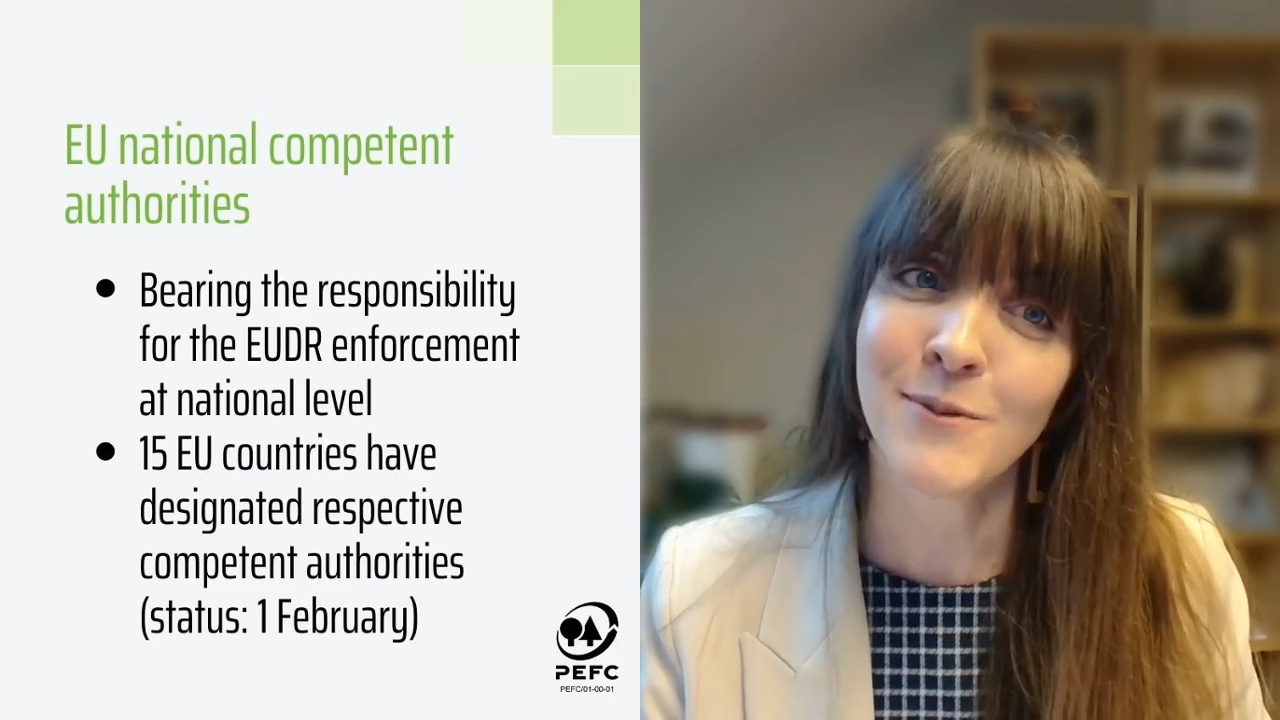 EU national competent
authorities
• Bearing the responsibility
for the EUDR enforcement
at national level
• 15 EU countries have
designated respective
competent authorities
(status: 1 February)
PEFC
PEFC/01-00-01